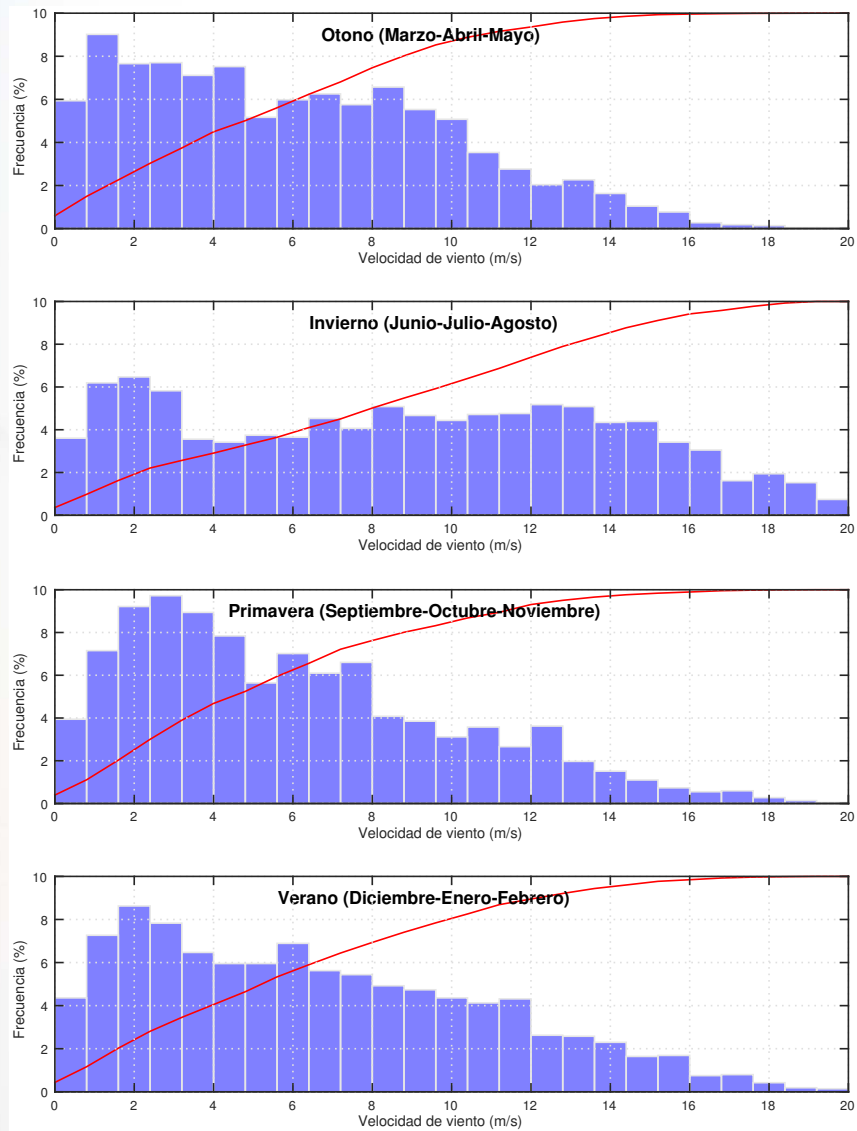 Otono (Marzo-Abril-Mayo)
Frecuencia (%)
10
8
6
4
2
0
0 2 4 6 8 10 12 14 16 18 20
Velocidad de viento (m/s)
Invierno (Junio-Julio-Agosto)
Frecuencia (%)
10
8
6
4
2
0
0 2 4 6 8 10 12 14 16 18 20
Velocidad de viento (m/s)
Primavera (Septiembre-Octubre-Noviembre)
Frecuencia (%)
10
8
6
4
2
0
0 2 4 6 8 10 12 14 16 18 20
Velocidad de viento (m/s)
Verano (Diciembre-Enero-Febrero)
Frecuencia (%)
10
8
6
4
2
0
0 2 4 6 8 10 12 14 16 18 20
Velocidad de viento (m/s)